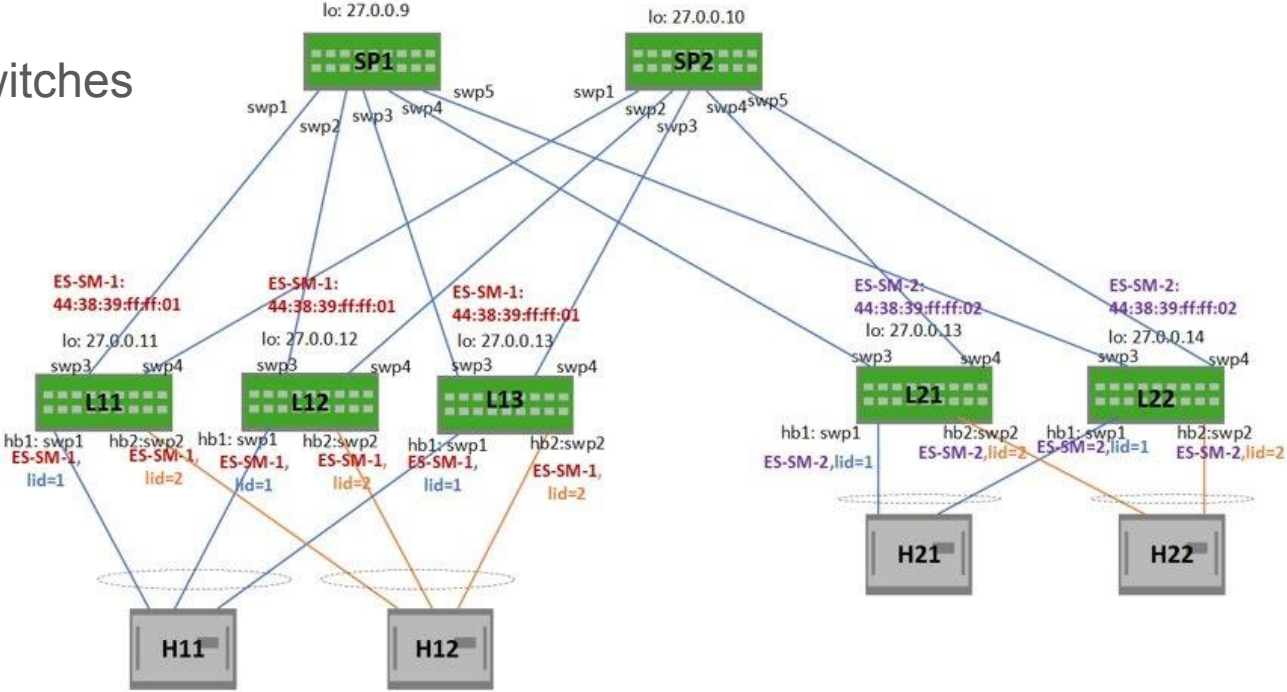 lo: 27.0.0.9
lo: 27.0.0.10
witches
SP1
SP2
swp1
swp2
swp3
swp4
swp5
swp1
swp2
swp3
swp4
swp5
ES-SM-1:
44:38:39:ff:ff:01
ES-SM-1:
44:38:39:ff:ff:01
ES-SM-1:
44:38:39:ff:ff:01
ES-SM-2:
44:38:39:ff:ff:02
ES-SM-2:
44:38:39:ff:ff:02
lo: 27.0.0.11
lo: 27.0.0.12
lo: 27.0.0.13
lo: 27.0.0.13
lo: 27.0.0.14
swp3
swp4
swp3
swp4
swp3
swp4
swp3
swp4
swp3
swp4
L11
L12
L13
L21
L22
hb1: swp1
hb2:swp2
hb1: swp1
hb2:swp2
hb1: swp1
hb2:swp2
hb1: swp1
hb2:swp2
hb1: swp1
hb2:swp2
ES-SM-1,
lid=1
ES-SM-1,
lid=2
ES-SM-1,
lid=1
ES-SM-1,
lid=2
ES-SM-1,
lid=1
ES-SM-1,
lid=2
ES-SM-2,lid=1
ES-SM-2,lid=2
ES-SM=2,lid=1
ES-SM-2,lid=2
H11
H12
H21
H22